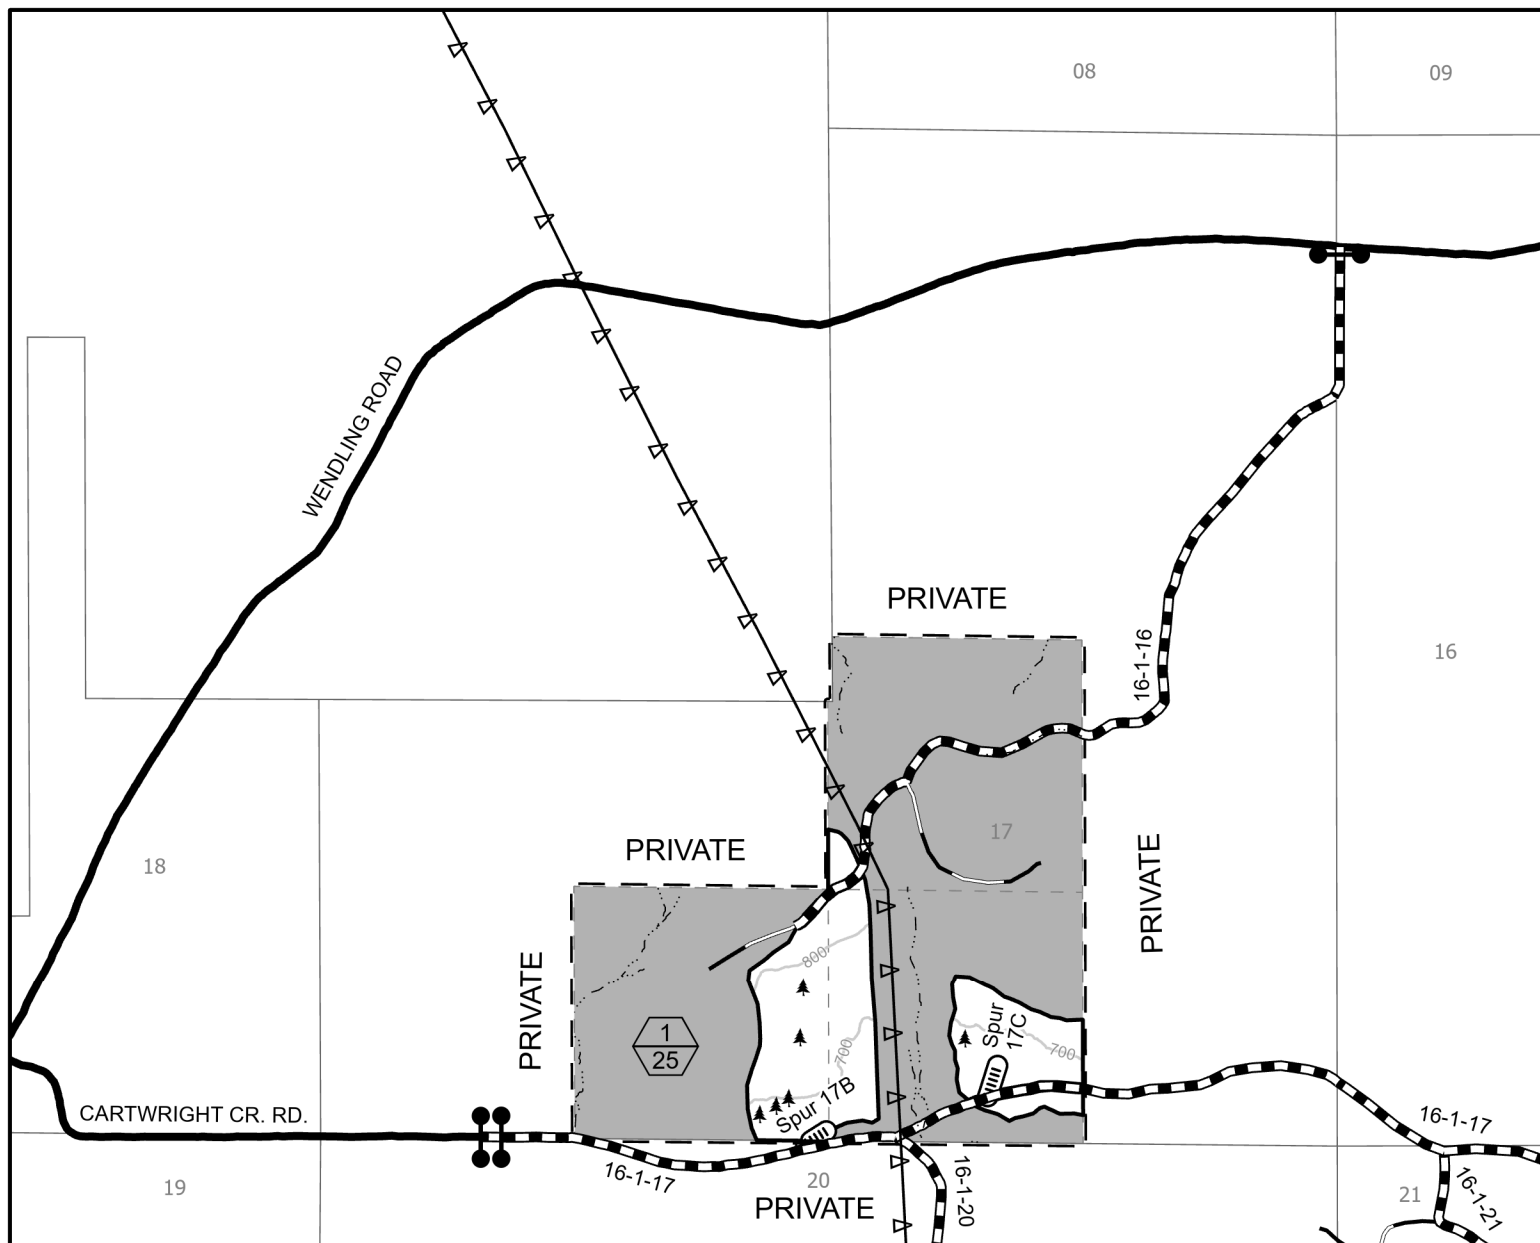 08
09
WENDLING ROAD
PRIVATE
16-1-16
16
17
PRIVATE
18
PRIVATE
PRIVATE
800
1
25
700
Spur 17B
Spur
17C
700
CARTWRIGHT CR. RD.
16-1-17
16-1-17
19
20
PRIVATE
16-1-20
21
16-1-21